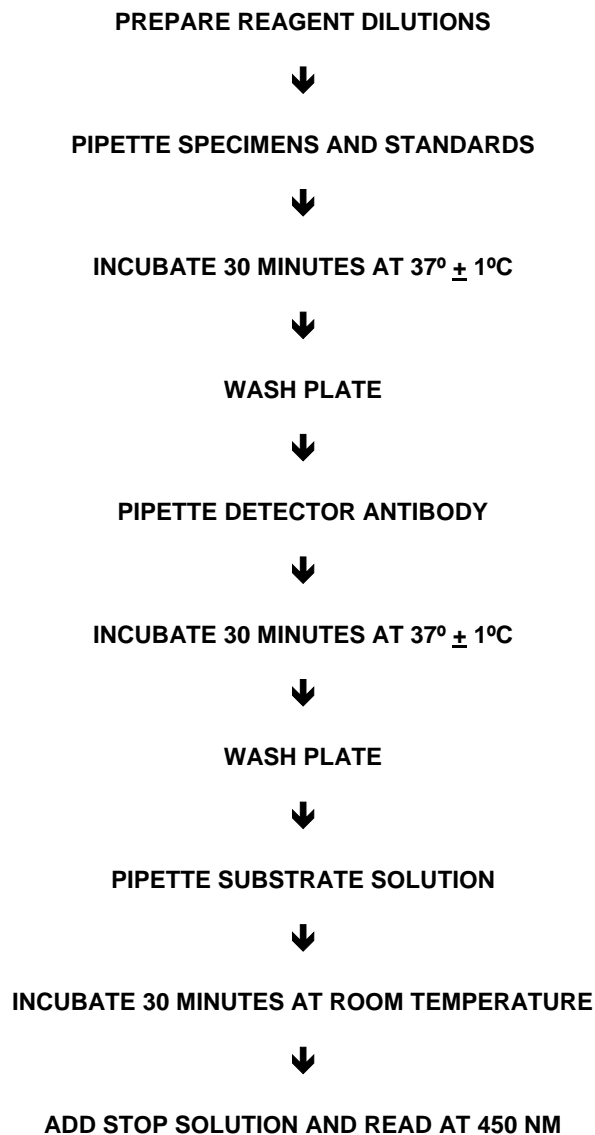 PREPARE REAGENT DILUTIONS
🡻
PIPETTE SPECIMENS AND STANDARDS
🡻
INCUBATE 30 MINUTES AT 37º + 1ºC
🡻
WASH PLATE
🡻
PIPETTE DETECTOR ANTIBODY
🡻
INCUBATE 30 MINUTES AT 37º + 1ºC
🡻
WASH PLATE
🡻
PIPETTE SUBSTRATE SOLUTION
🡻
INCUBATE 30 MINUTES AT ROOM TEMPERATURE
🡻
ADD STOP SOLUTION AND READ AT 450 NM